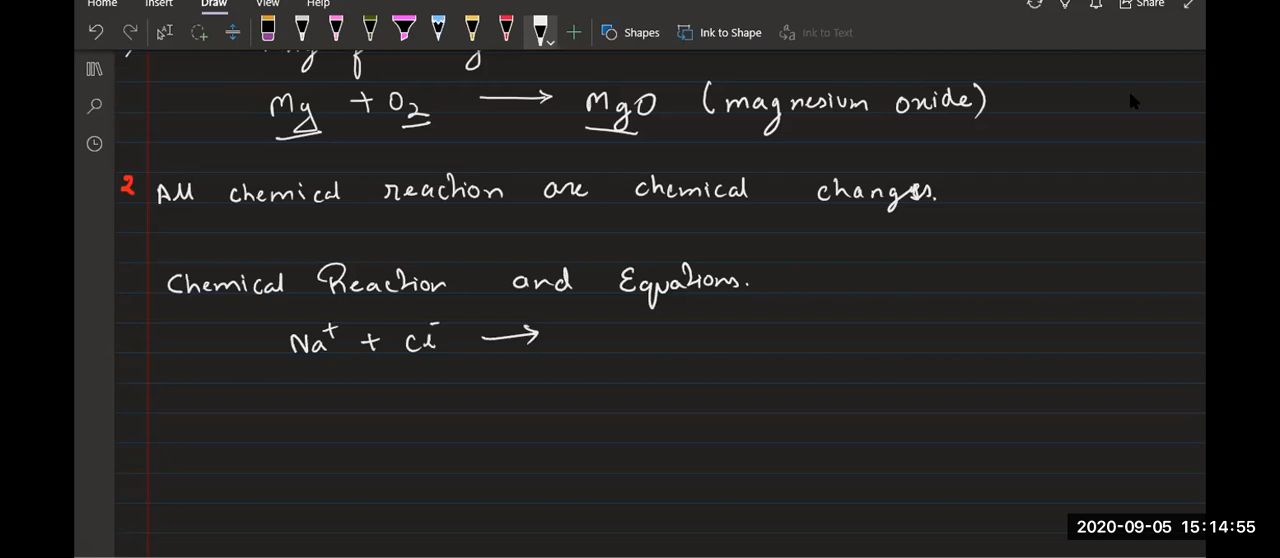 Home Insert Draw View Help Share
Shapes Ink to Shape Ink to Text
Mg + O2 → MgO (magnesium oxide)
2 All chemical reaction are chemical changes.
Chemical Reaction and Equations.
Na+ + Cl- →
2020-09-05 15:14:55